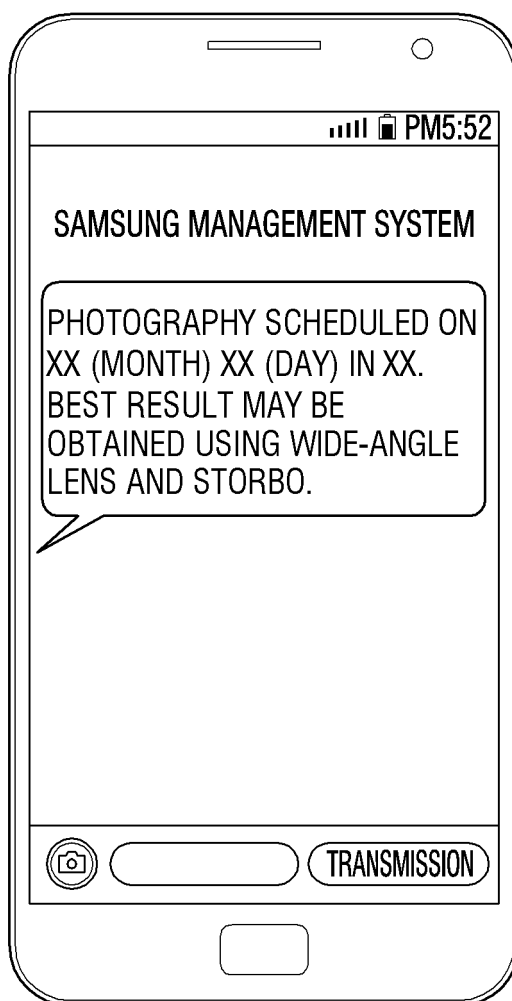 PM5:52
SAMSUNG MANAGEMENT SYSTEM
PHOTOGRAPHY SCHEDULED ON
XX (MONTH) XX (DAY) IN XX.
BEST RESULT MAY BE
OBTAINED USING WIDE-ANGLE
LENS AND STORBO.
TRANSMISSION